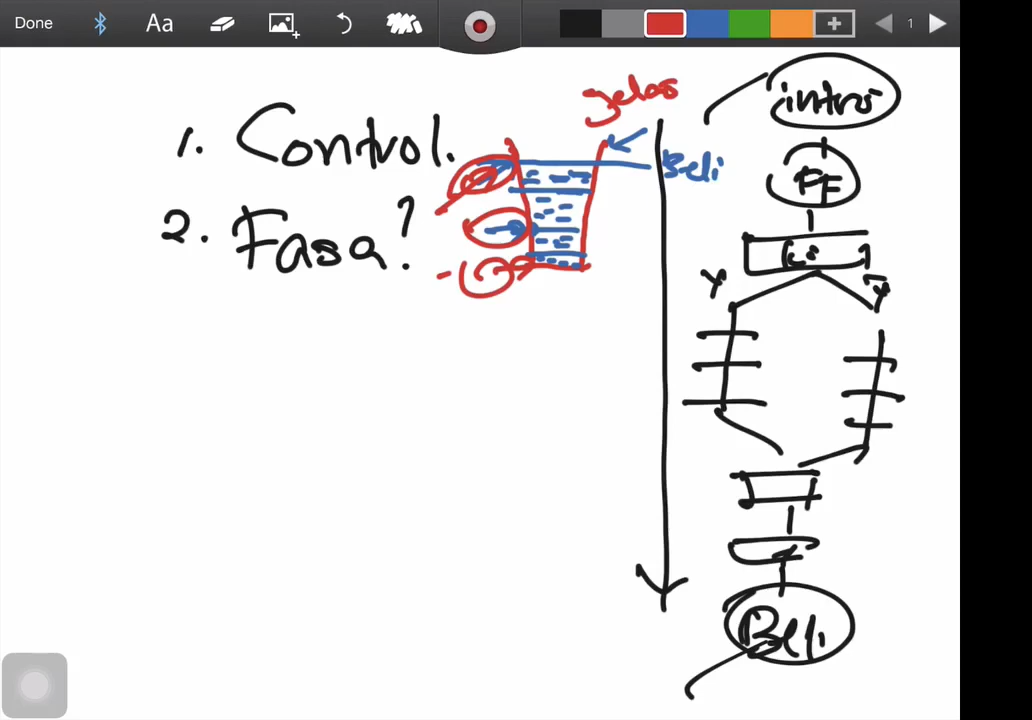 Done
Aa
1
1. Control.
2. Fasa?
jelas
Beli
intro
FF
Y
Beli